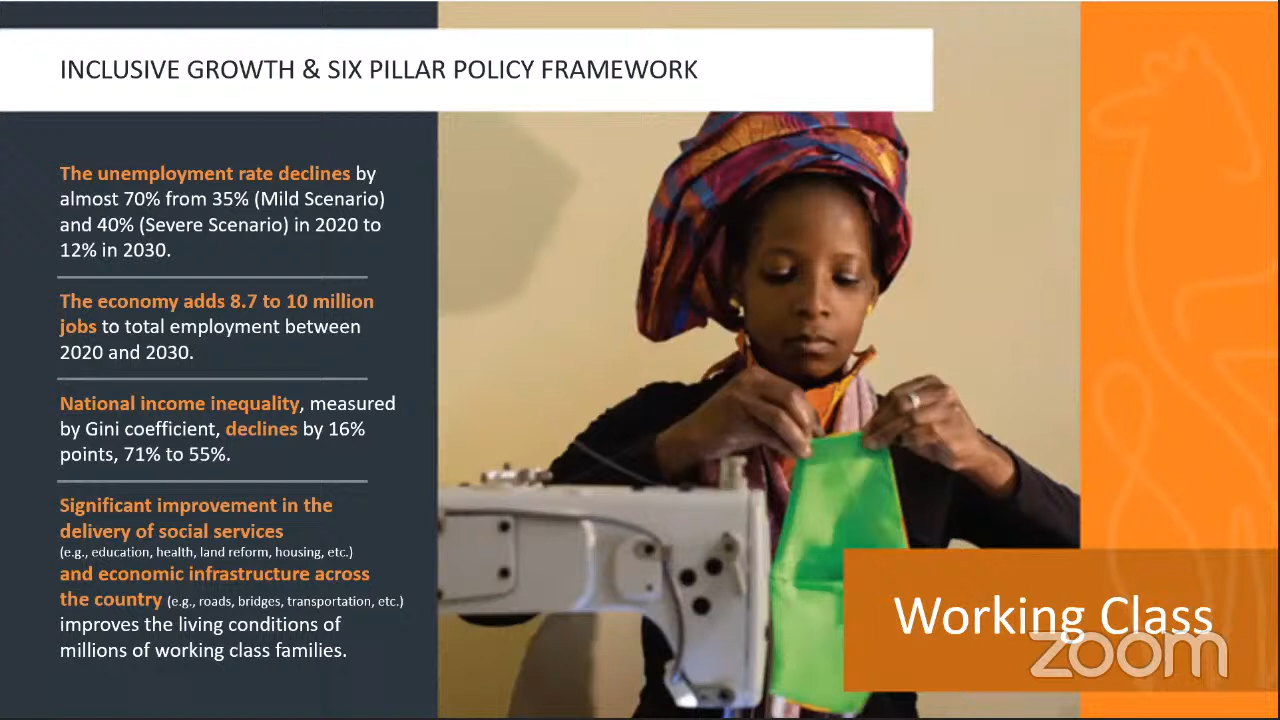 INCLUSIVE GROWTH & SIX PILLAR POLICY FRAMEWORK
The unemployment rate declines by
almost 70% from 35% (Mild Scenario)
and 40% (Severe Scenario) in 2020 to
12% in 2030.
The economy adds 8.7 to 10 million
jobs to total employment between
2020 and 2030.
National income inequality, measured
by Gini coefficient, declines by 16%
points, 71% to 55%.
Significant improvement in the
delivery of social services
(e.g., education, health, land reform, housing, etc.)
and economic infrastructure across
the country (e.g., roads, bridges, transportation, etc.)
improves the living conditions of
millions of working class families.
Working Class
zoom